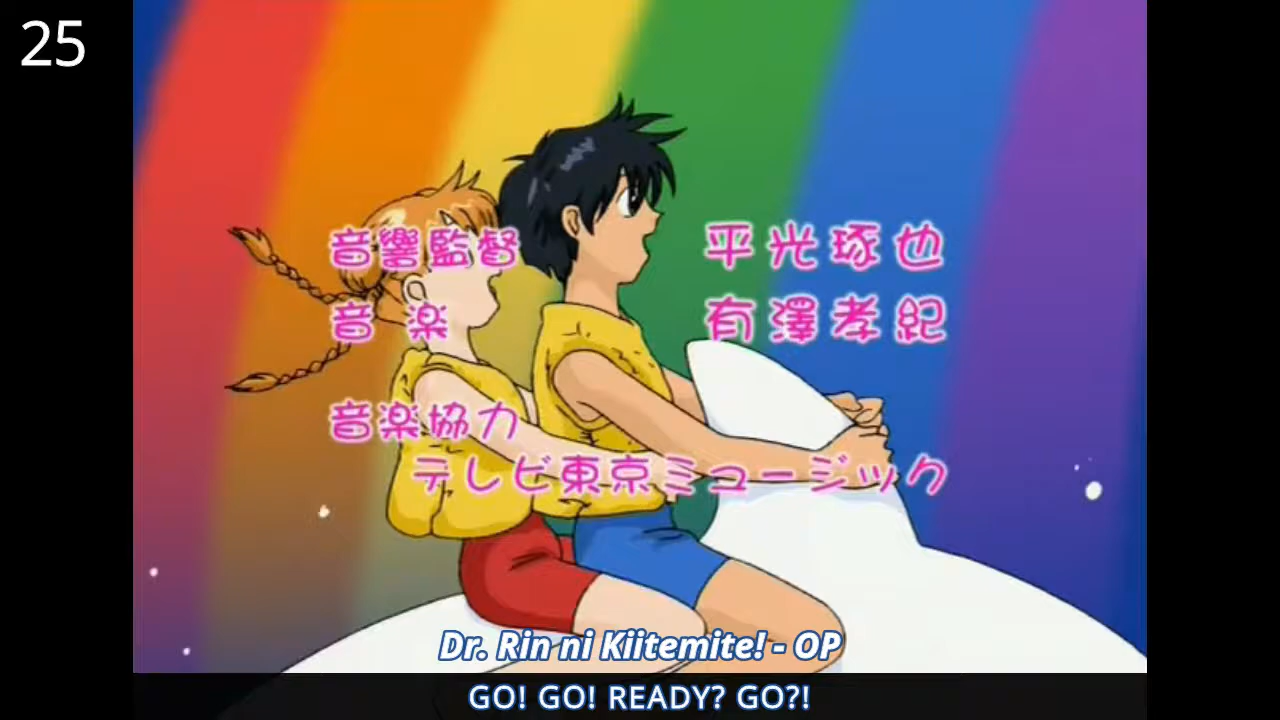 25
音響監督 平光琢也
音楽 有澤孝紀
音楽協力
テレビ東京ミュージック
Dr. Rin ni Kiitemite! - OP
GO! GO! READY? GO?!